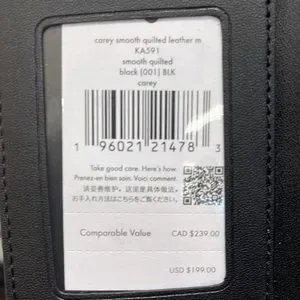 carey smooth quilted leather m
KA591
smooth quilted
black (001) BLK
carey
1 96021 21478 3
Take good care. Here's how.
Prenez-en bien soin. Voici comment.
请妥善维护，这里是具体做法
お手入れ方法はこちらをご覧ください。
Comparable Value CAD $239.00
USD $199.00